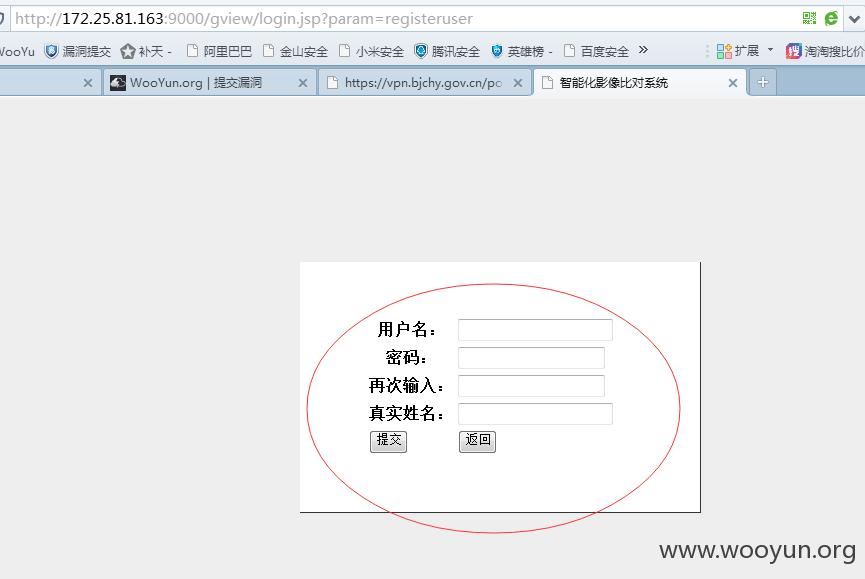 http://172.25.81.163:9000/gview/login.jsp?param=registeruser
WooYu 漏洞提交 补天 - 阿里巴巴 金山安全 小米安全 腾讯安全 英雄榜 - 百度安全 » 扩展 淘淘搜比价
WooYun.org | 提交漏洞 https://vpn.bjchy.gov.cn/po 智能化影像比对系统
用户名：
密码：
再次输入：
真实姓名：
提交 返回
www.wooyun.org